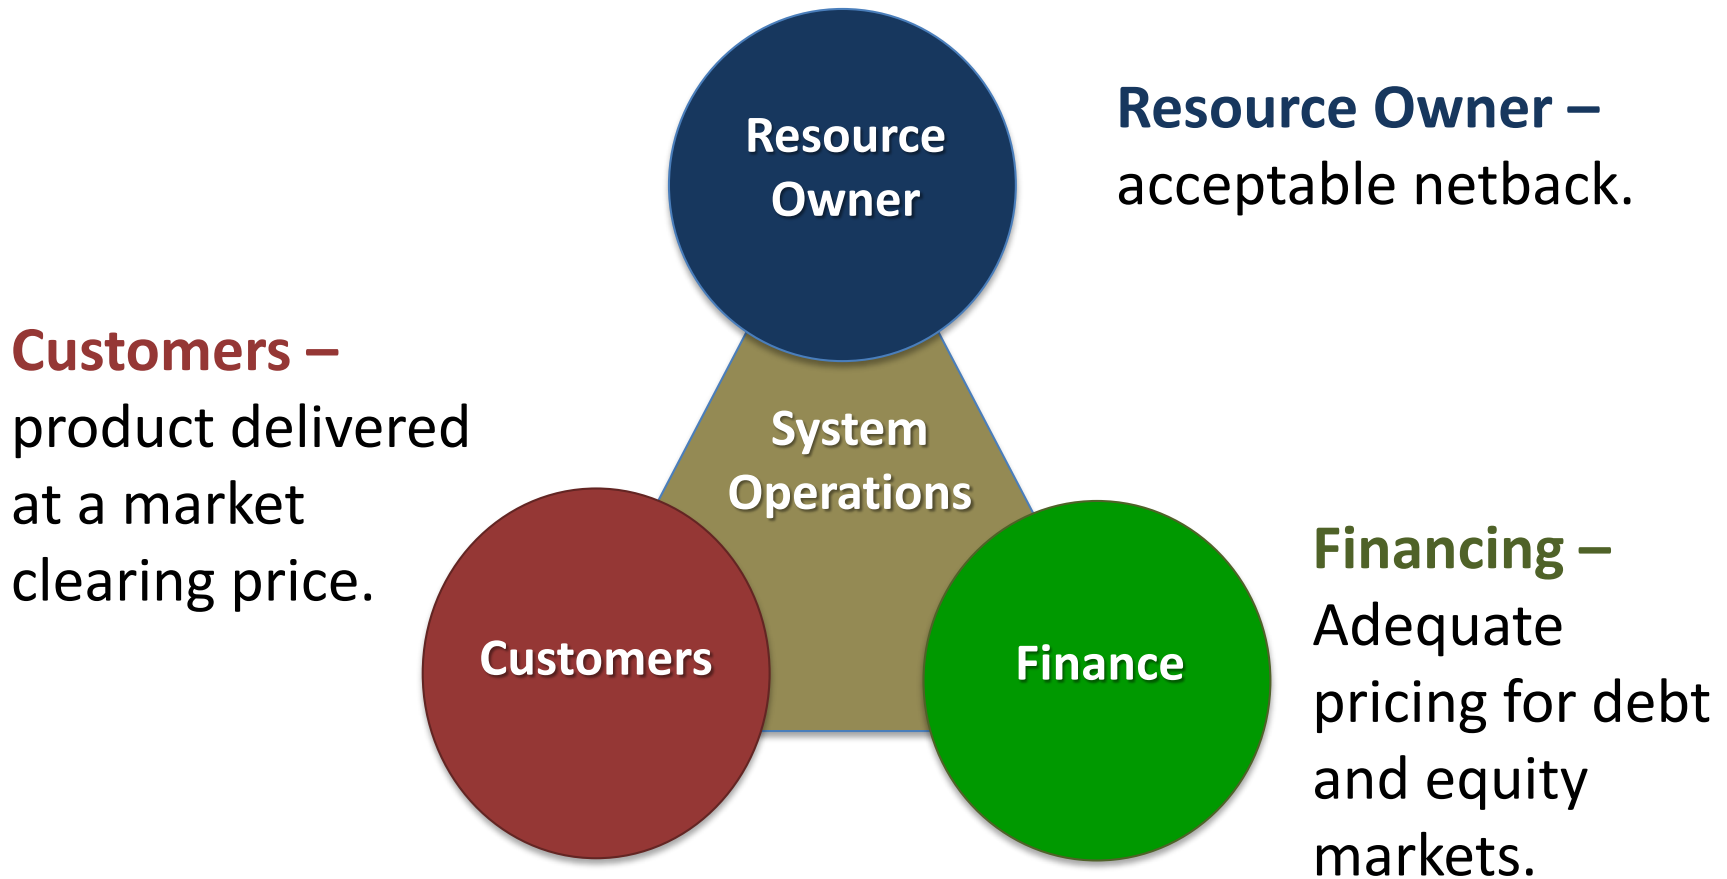 Resource
Owner
Resource Owner –
acceptable netback.
Customers –
product delivered
at a market
clearing price.
System
Operations
Customers
Finance
Financing –
Adequate
pricing for debt
and equity
markets.